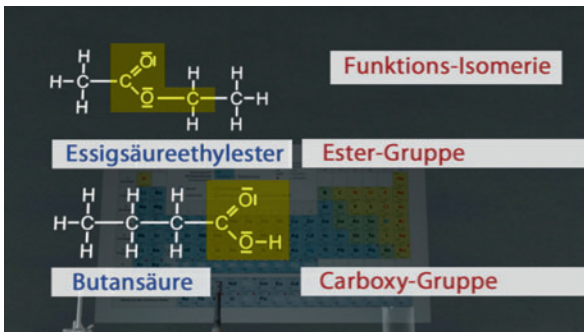 Funktions-Isomerie
H H H
H C C O C C H
H O H H
Essigsäureethylester Ester-Gruppe
H H H
H C C C C O
H H H O H
Butansäure Carboxy-Gruppe